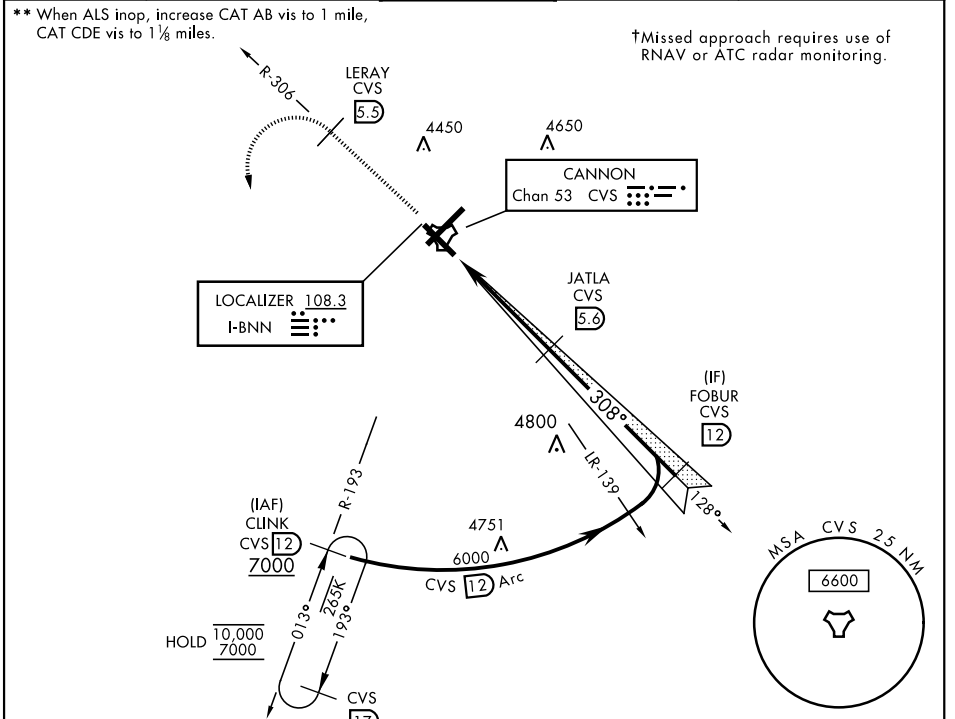 ** When ALS inop, increase CAT AB vis to 1 mile,
CAT CDE vis to 1⅛ miles.
†Missed approach requires use of
RNAV or ATC radar monitoring.
R-306
LERAY
CVS
5.5
4450
4650
CANNON
Chan 53 CVS
LOCALIZER 108.3
I-BNN
JATLA
CVS
5.6
(IF)
FOBUR
CVS
12
308°
4800
LR-139
128°
R-193
(IAF)
CLINK
CVS 12
7000
4751
6000
CVS 12 Arc
MSA CVS 25 NM
6600
013°
265K
193°
HOLD 10,000
7000
CVS
17